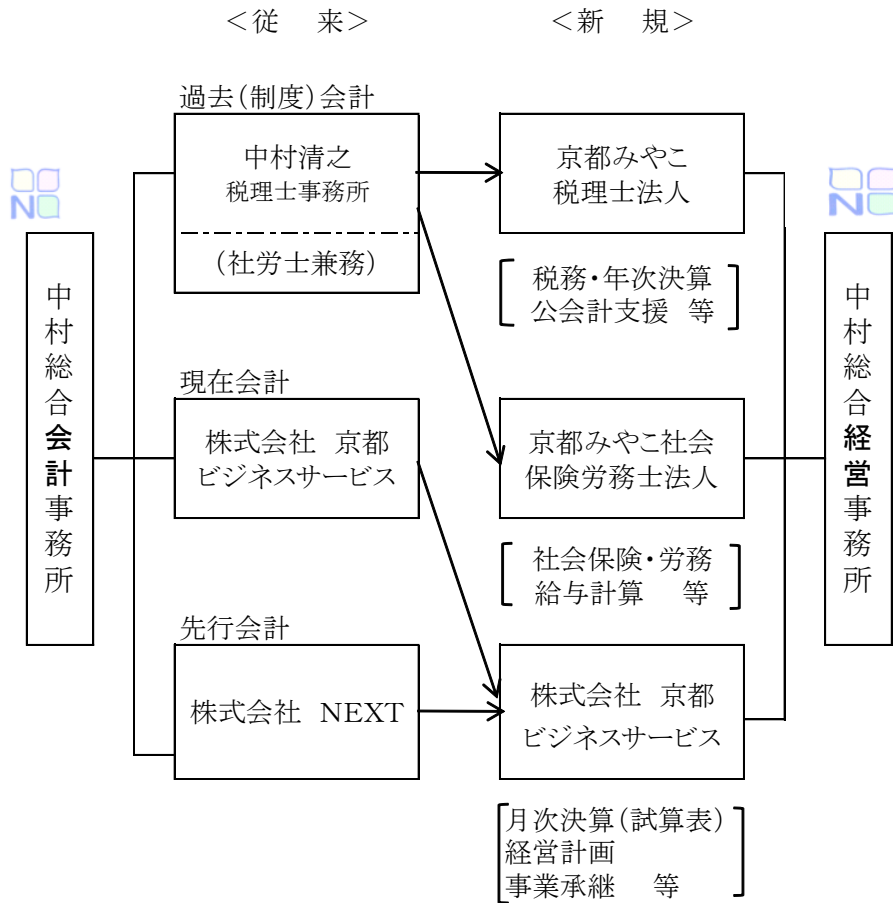 ＜従　来＞
＜新　規＞
過去(制度)会計
中村清之
税理士事務所
(社労士兼務)
京都みやこ
税理士法人
税務・年次決算
公会計支援 等
N
N
中村総合会計事務所
中村総合経営事務所
現在会計
株式会社 京都
ビジネスサービス
京都みやこ社会
保険労務士法人
社会保険・労務
給与計算　等
先行会計
株式会社 NEXT
株式会社 京都
ビジネスサービス
月次決算(試算表)
経営計画
事業承継　等